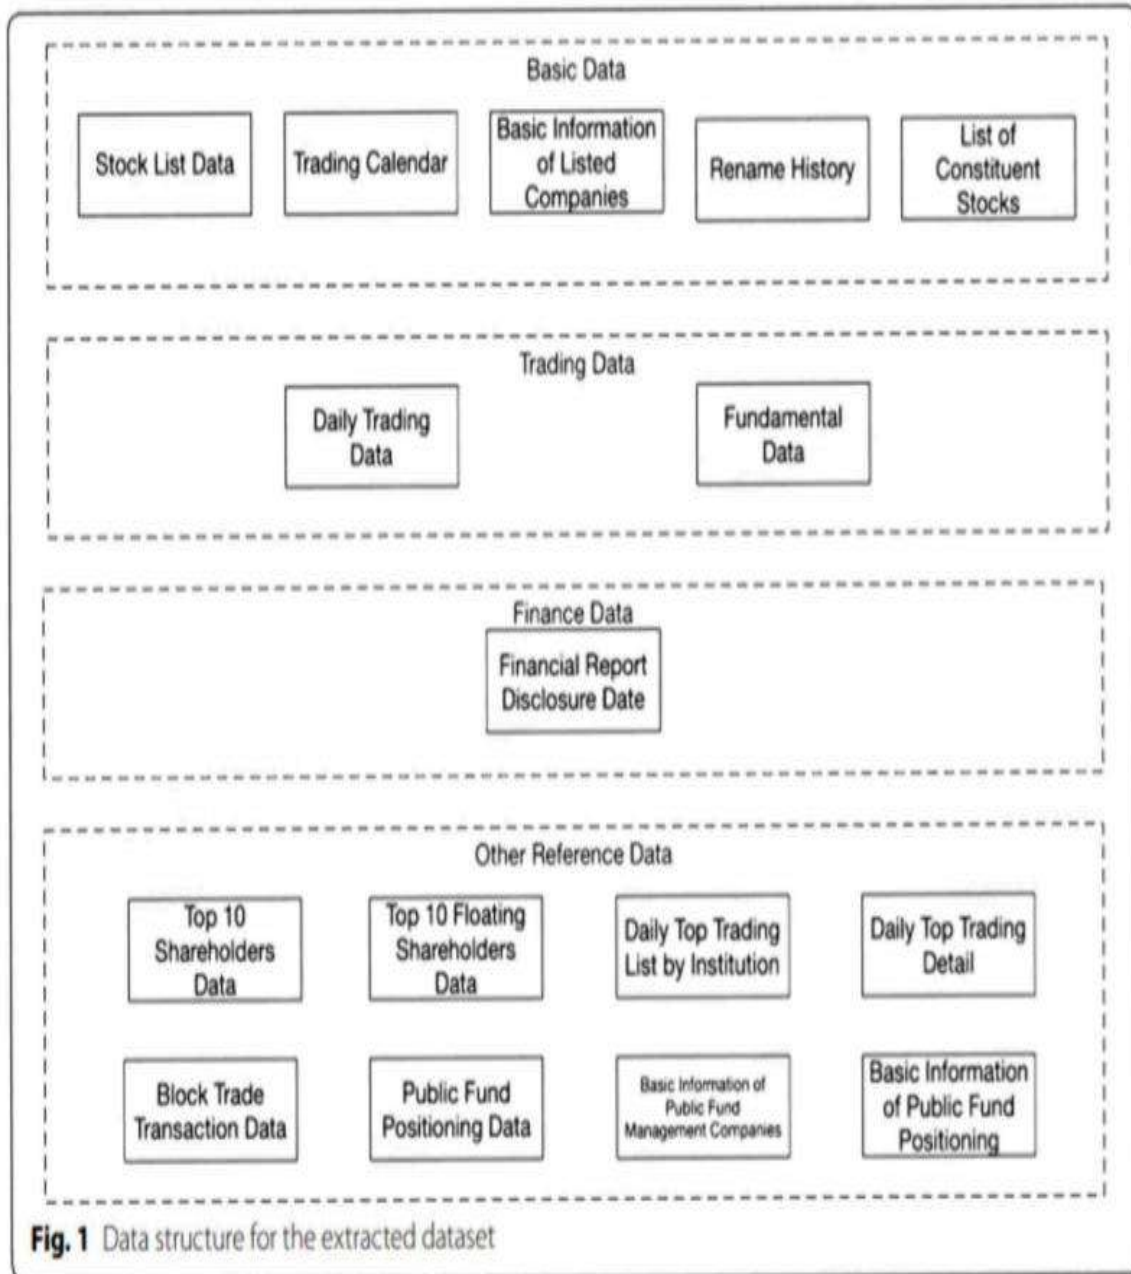 Basic Data
Stock List Data
Trading Calendar
Basic Information
of Listed
Companies
Rename History
List of
Constituent
Stocks
Trading Data
Daily Trading
Data
Fundamental
Data
Finance Data
Financial Report
Disclosure Date
Other Reference Data
Top 10
Shareholders
Data
Top 10 Floating
Shareholders
Data
Daily Top Trading
List by Institution
Daily Top Trading
Detail
Block Trade
Transaction Data
Public Fund
Positioning Data
Basic Information of
Public Fund
Management Companies
Basic Information
of Public Fund
Positioning
Fig. 1 Data structure for the extracted dataset